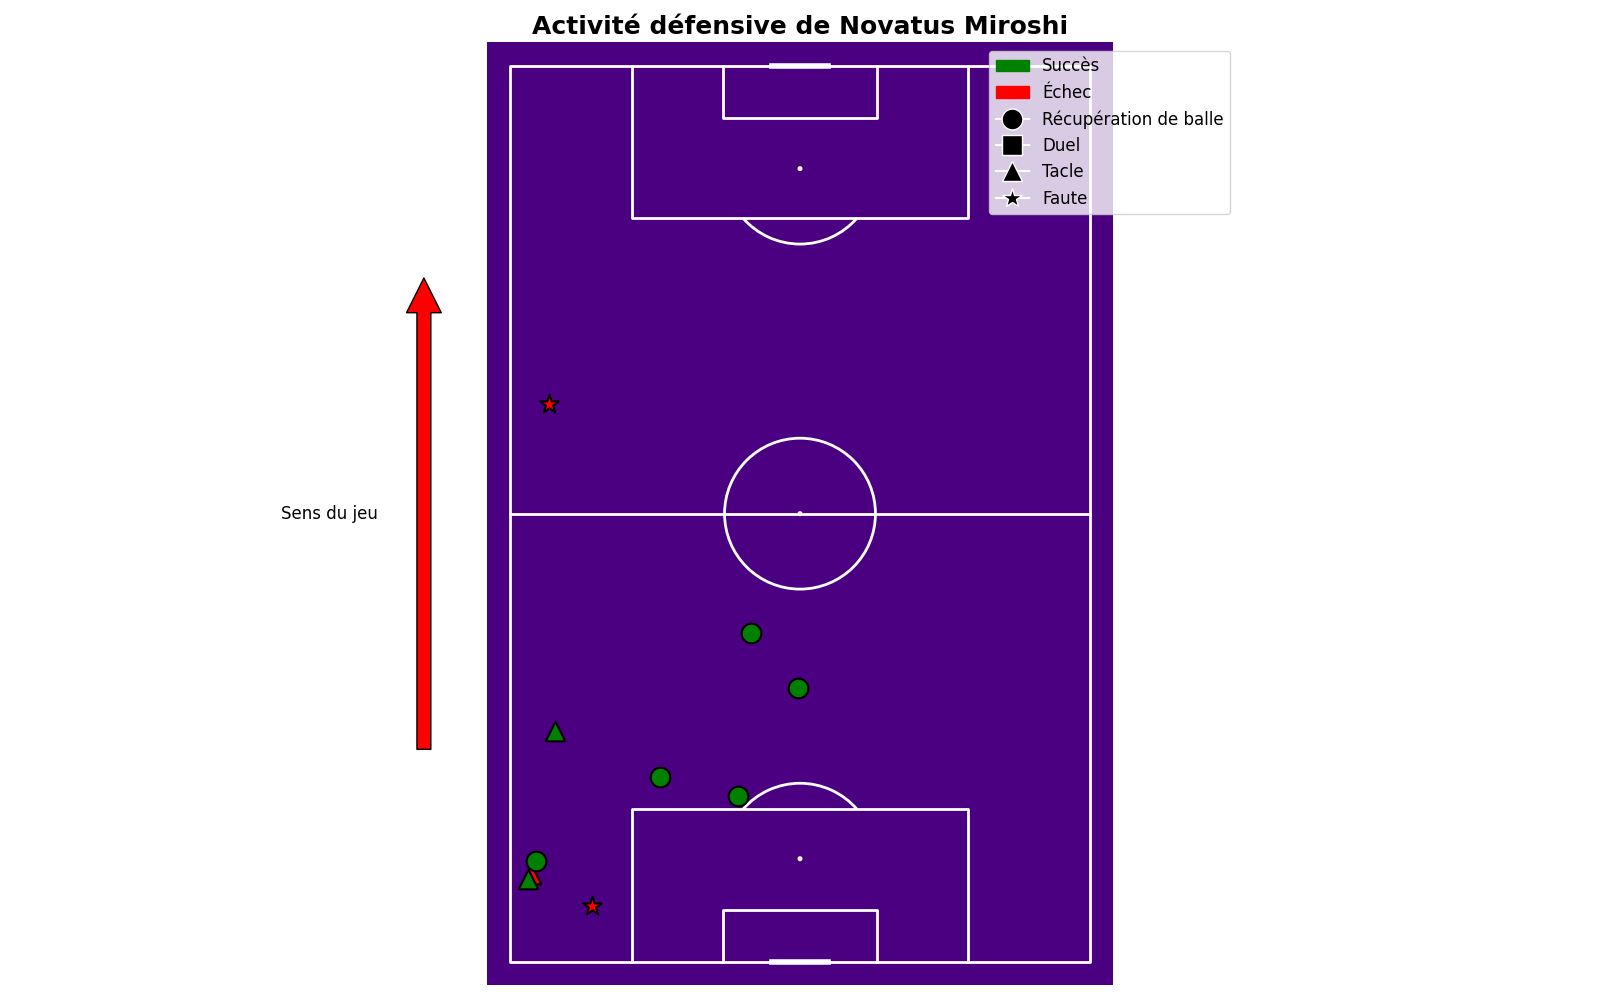 Activité défensive de Novatus Miroshi
Succès
Échec
Récupération de balle
Duel
Tacle
Faute
Sens du jeu